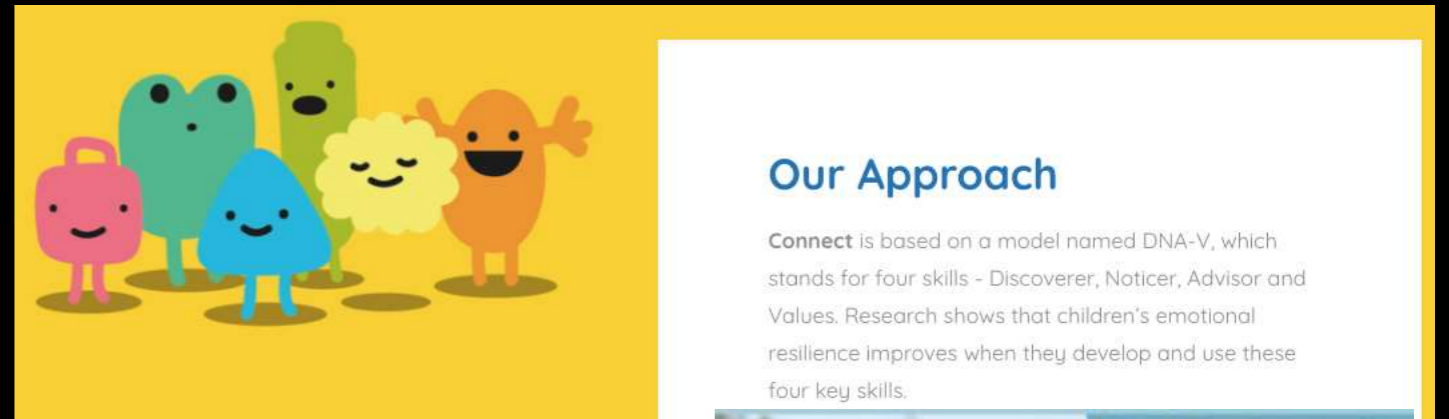 Our Approach
Connect is based on a model named DNA-V, which
stands for four skills - Discoverer, Noticer, Advisor and
Values. Research shows that children's emotional
resilience improves when they develop and use these
four key skills.